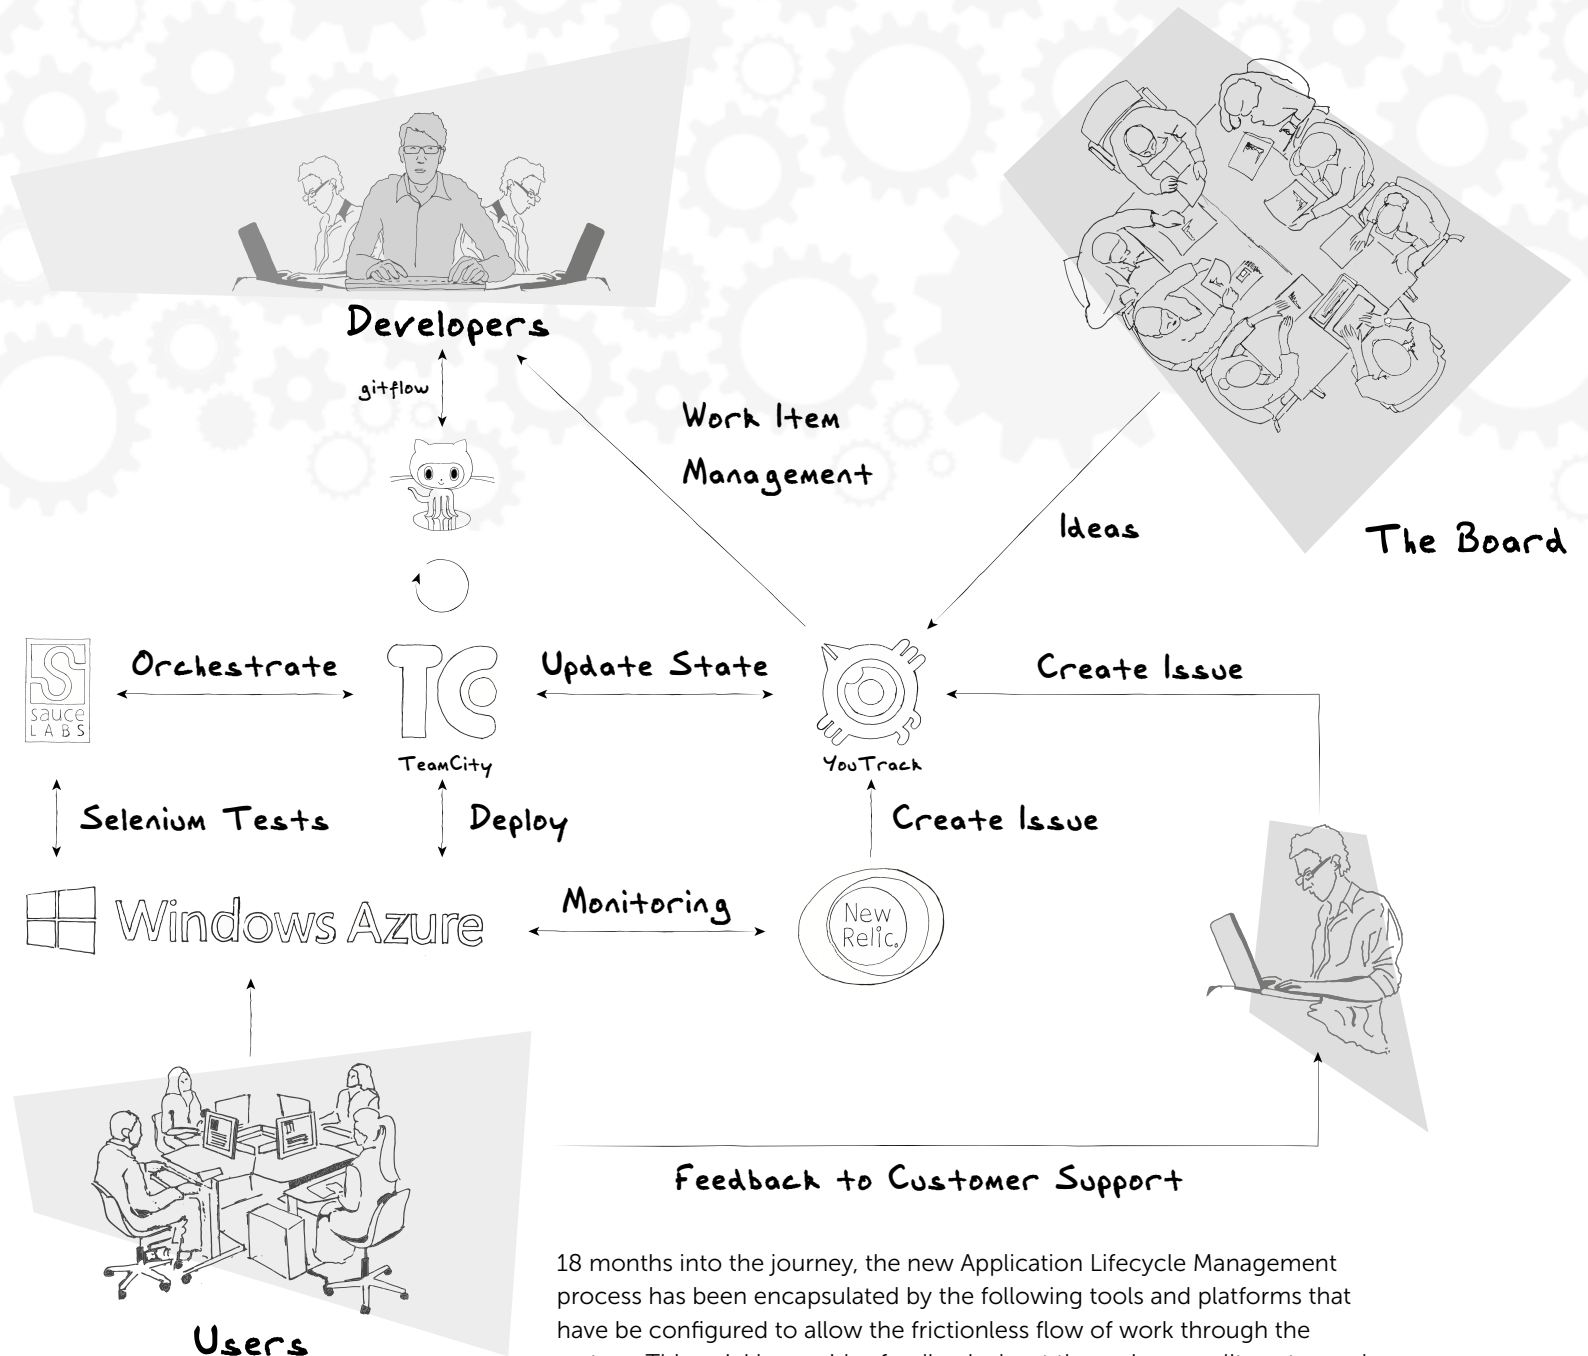 Developers
gitflow
Work Item
Management
Ideas
The Board
Orchestrate
Update State
Create Issue
sauce
LABS
TC
TeamCity
YouTrack
Selenium Tests
Deploy
Create Issue
Windows Azure
Monitoring
New
Relic.
Feedback to Customer Support
Users
18 months into the journey, the new Application Lifecycle Management
process has been encapsulated by the following tools and platforms that
have be configured to allow the frictionless flow of work through the